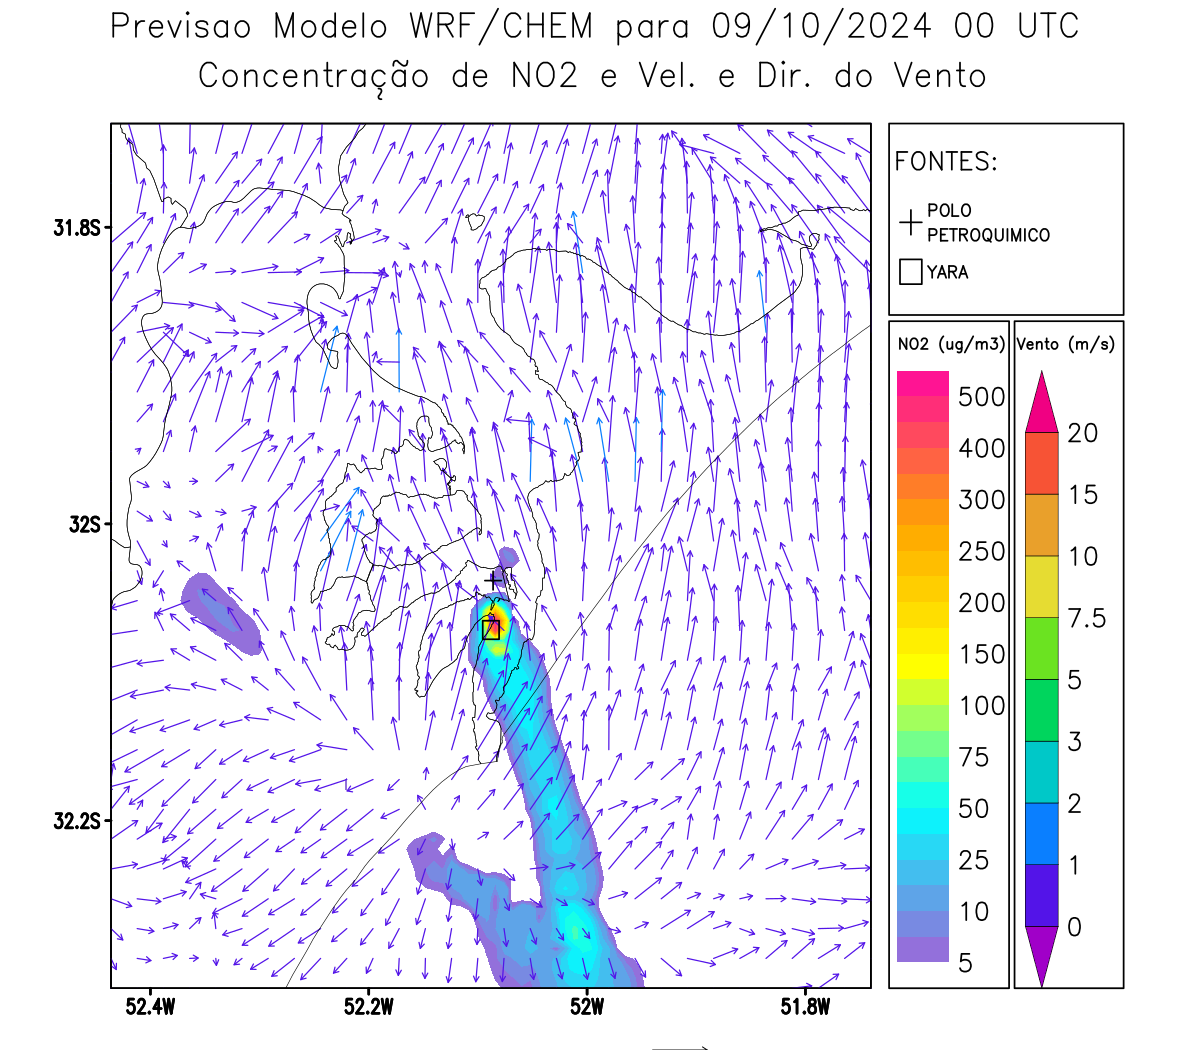 Previsao Modelo WRF/CHEM para 09/10/2024 00 UTC
Concentração de NO2 e Vel. e Dir. do Vento
FONTES:
POLO
PETROQUIMICO
YARA
NO2 (ug/m3)
500
400
300
250
200
150
100
75
50
25
10
5
Vento (m/s)
20
15
10
7.5
5
3
2
1
0
31.8S
32S
32.2S
52.4W
52.2W
52W
51.8W